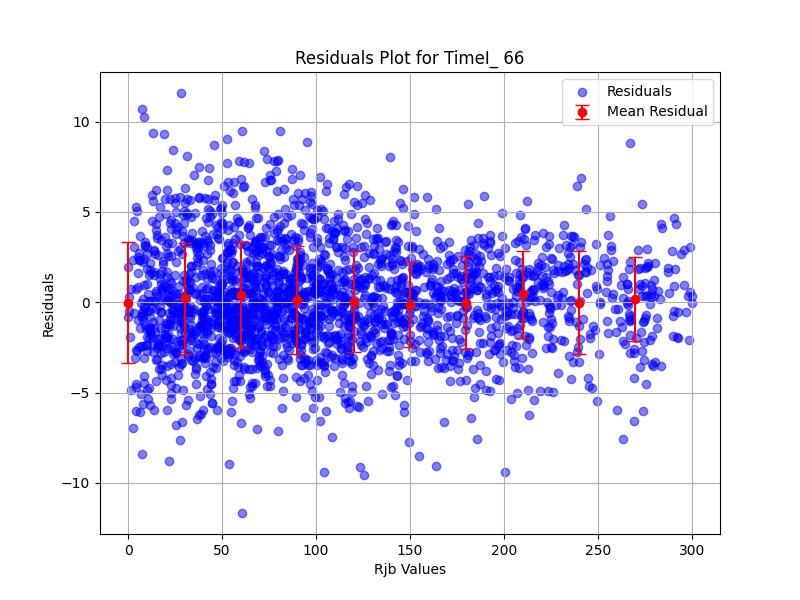 Residuals Plot for TimeI_ 66
Residuals
Mean Residual
Residuals
10
5
0
−5
−10
0 50 100 150 200 250 300
Rjb Values